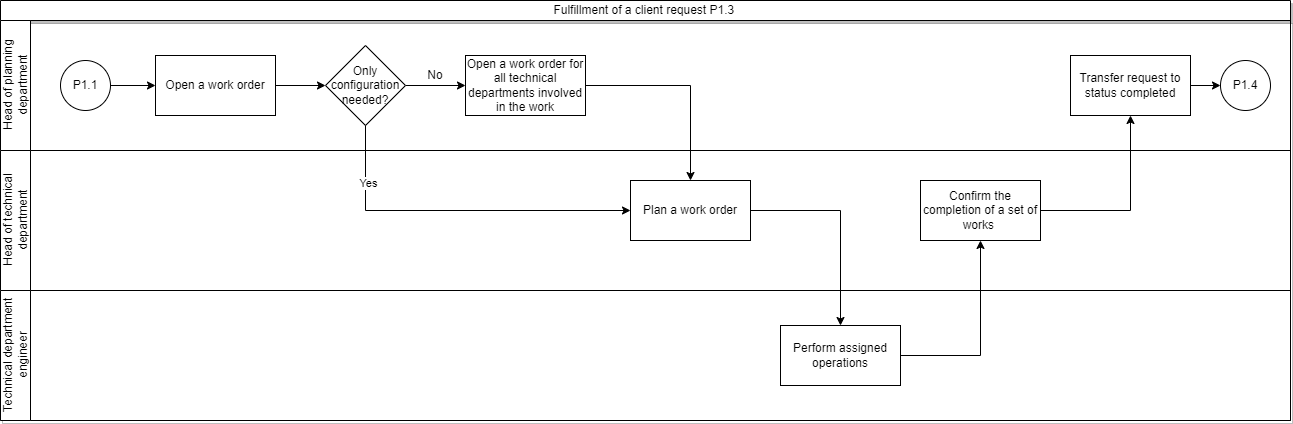 Fulfillment of a client request P1.3
Head of planning
department
P1.1
Open a work order
Only
configuration
needed?
No
Open a work order for
all technical
departments involved
in the work
Transfer request to
status completed
P1.4
Yes
Head of technical
department
Plan a work order
Confirm the
completion of a set of
works
Technical department
engineer
Perform assigned
operations